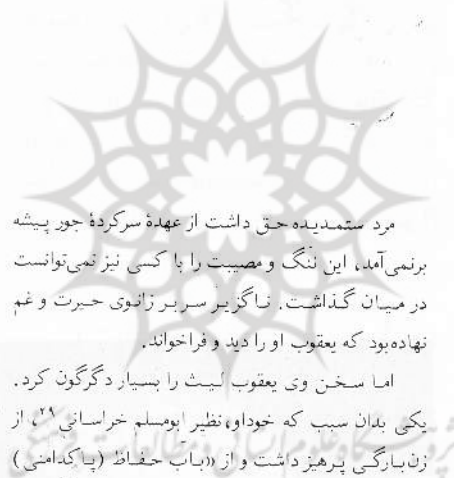 مرد ستمدیده حق داشت از عهدهٔ سرکردهٔ جور پیشه
برنمی‌آمد، این ننگ و مصیبت را با کسی نیز نمی‌توانست
در میان گذاشت. ناگزیر سر بر زانوی حیرت و غم
نهاده‌بود که یعقوب او را دید و فراخواند.
اما سخن وی یعقوب لیث را بسیار دگرگون کرد.
یکی بدان سبب که خود او، نظیر ابومسلم خراسانی۲۹، از
زن‌بارگی پرهیز داشت و از «باب حفاظ (پاکدامنی)